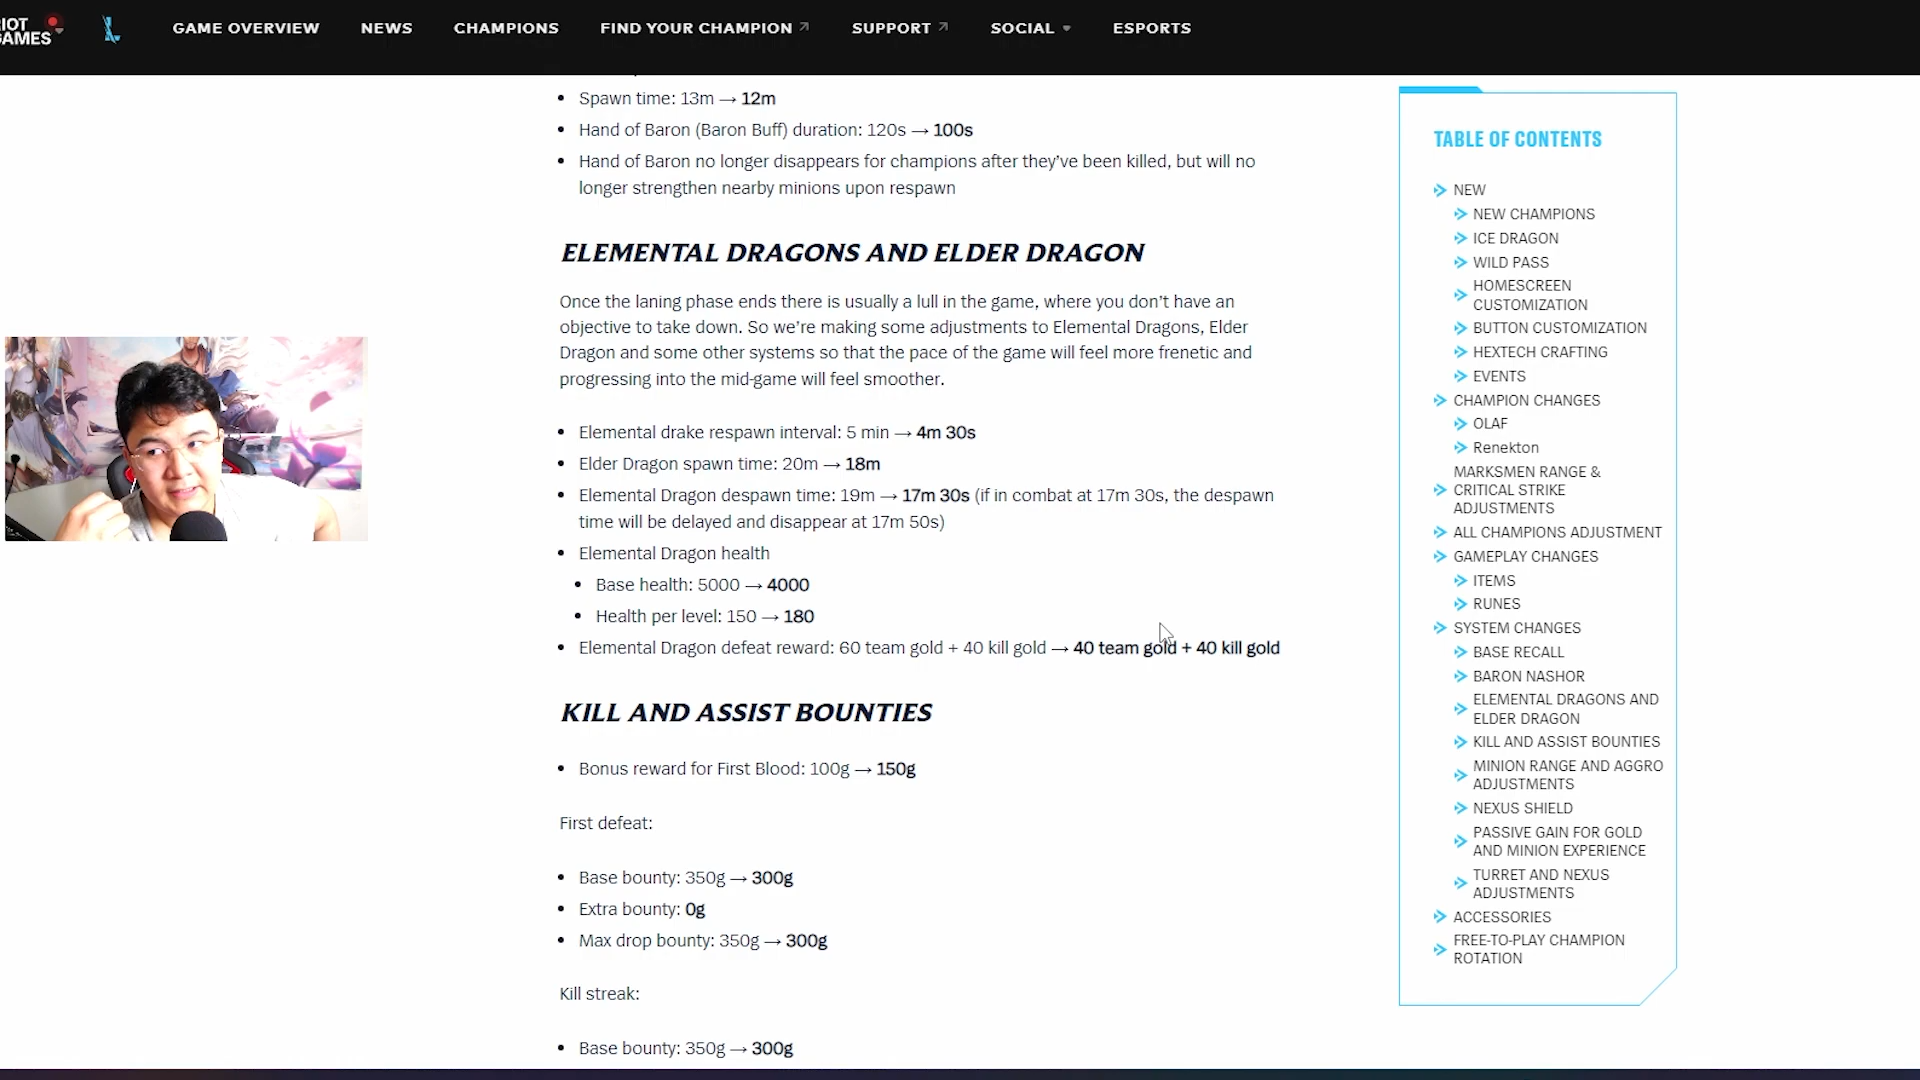 RIOT
GAMES
GAME OVERVIEW
NEWS
CHAMPIONS
FIND YOUR CHAMPION
SUPPORT
SOCIAL
ESPORTS
Spawn time: 13m → 12m
Hand of Baron (Baron Buff) duration: 120s → 100s
Hand of Baron no longer disappears for champions after they've been killed, but will no
longer strengthen nearby minions upon respawn
ELEMENTAL DRAGONS AND ELDER DRAGON
Once the laning phase ends there is usually a lull in the game, where you don't have an
objective to take down. So we're making some adjustments to Elemental Dragons, Elder
Dragon and some other systems so that the pace of the game will feel more frenetic and
progressing into the mid-game will feel smoother.
Elemental drake respawn interval: 5 min → 4m 30s
Elder Dragon spawn time: 20m → 18m
Elemental Dragon despawn time: 19m → 17m 30s (if in combat at 17m 30s, the despawn
time will be delayed and disappear at 17m 50s)
Elemental Dragon health
Base health: 5000 → 4000
Health per level: 150 → 180
Elemental Dragon defeat reward: 60 team gold + 40 kill gold → 40 team gold + 40 kill gold
KILL AND ASSIST BOUNTIES
Bonus reward for First Blood: 100g → 150g
First defeat:
Base bounty: 350g → 300g
Extra bounty: 0g
Max drop bounty: 350g → 300g
Kill streak:
Base bounty: 350g → 300g
TABLE OF CONTENTS
NEW
NEW CHAMPIONS
ICE DRAGON
WILD PASS
HOMESCREEN
CUSTOMIZATION
BUTTON CUSTOMIZATION
HEXTECH CRAFTING
EVENTS
CHAMPION CHANGES
OLAF
Renekton
MARKSMEN RANGE &
CRITICAL STRIKE
ADJUSTMENTS
ALL CHAMPIONS ADJUSTMENT
GAMEPLAY CHANGES
ITEMS
RUNES
SYSTEM CHANGES
BASE RECALL
BARON NASHOR
ELEMENTAL DRAGONS AND
ELDER DRAGON
KILL AND ASSIST BOUNTIES
MINION RANGE AND AGGRO
ADJUSTMENTS
NEXUS SHIELD
PASSIVE GAIN FOR GOLD
AND MINION EXPERIENCE
TURRET AND NEXUS
ADJUSTMENTS
ACCESSORIES
FREE-TO-PLAY CHAMPION
ROTATION